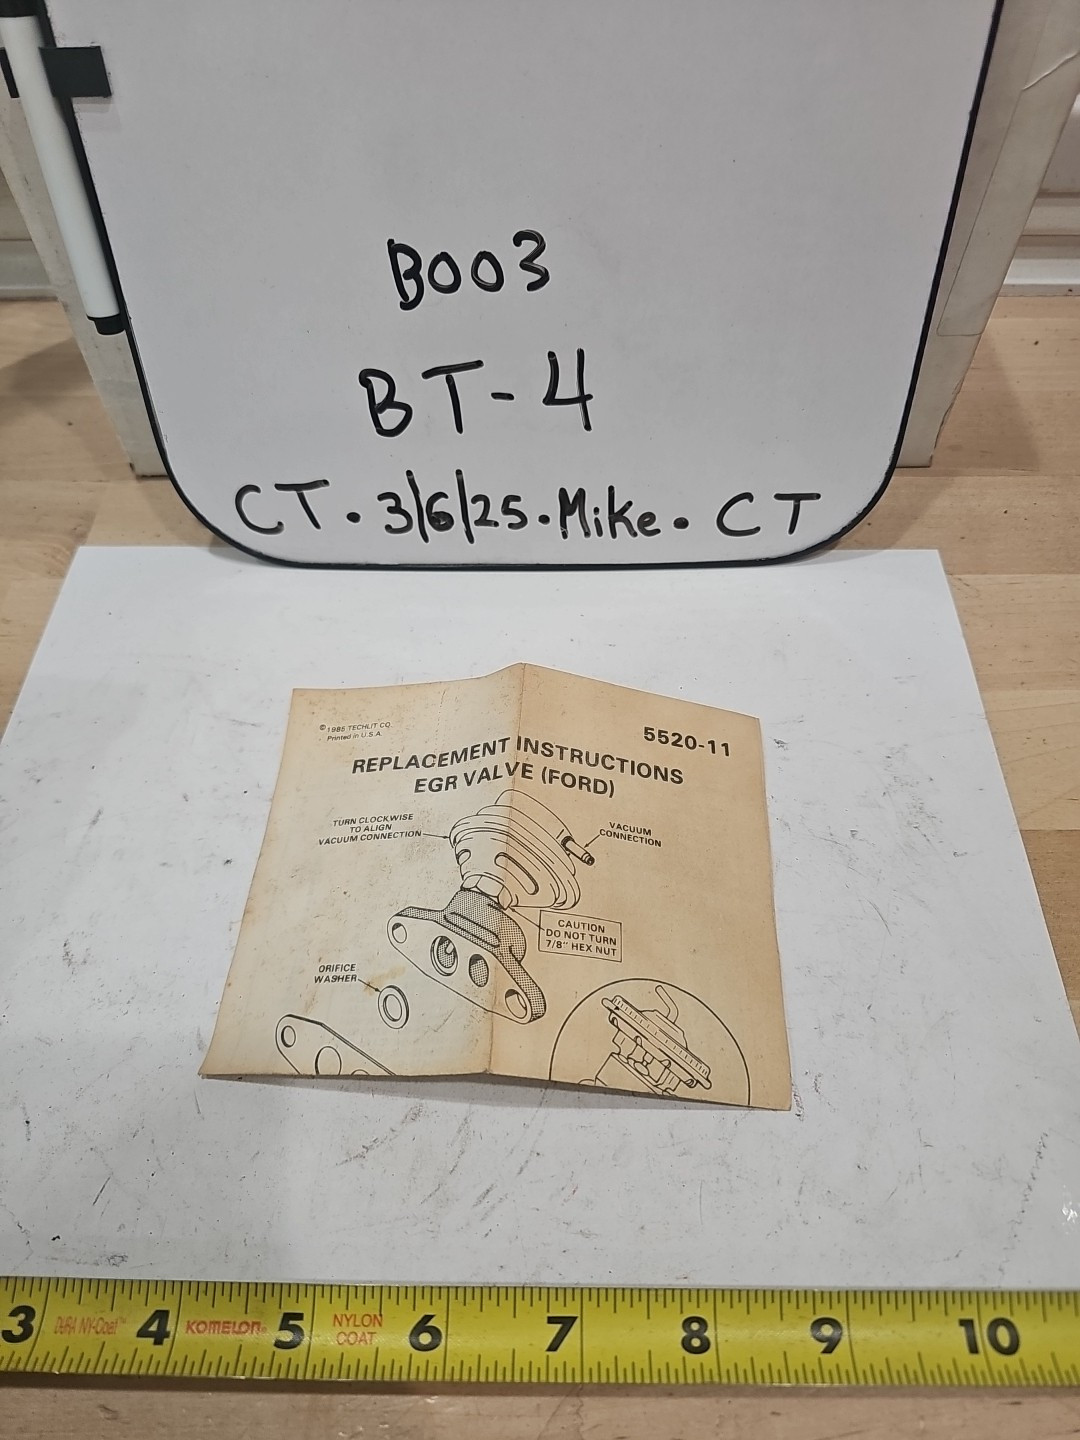 B003
BT-4
CT. 3/6/25. Mike. CT
© 1985 TECHLIT CO.
Printed in U.S.A.
5520-11
REPLACEMENT INSTRUCTIONS
EGR VALVE (FORD)
TURN CLOCKWISE
TO ALIGN
VACUUM CONNECTION
VACUUM
CONNECTION
CAUTION
DO NOT TURN
7/8" HEX NUT
ORIFICE
WASHER
3 DURA NY-Coat™ 4 KOMELON® 5 NYLON COAT 6 7 8 9 10